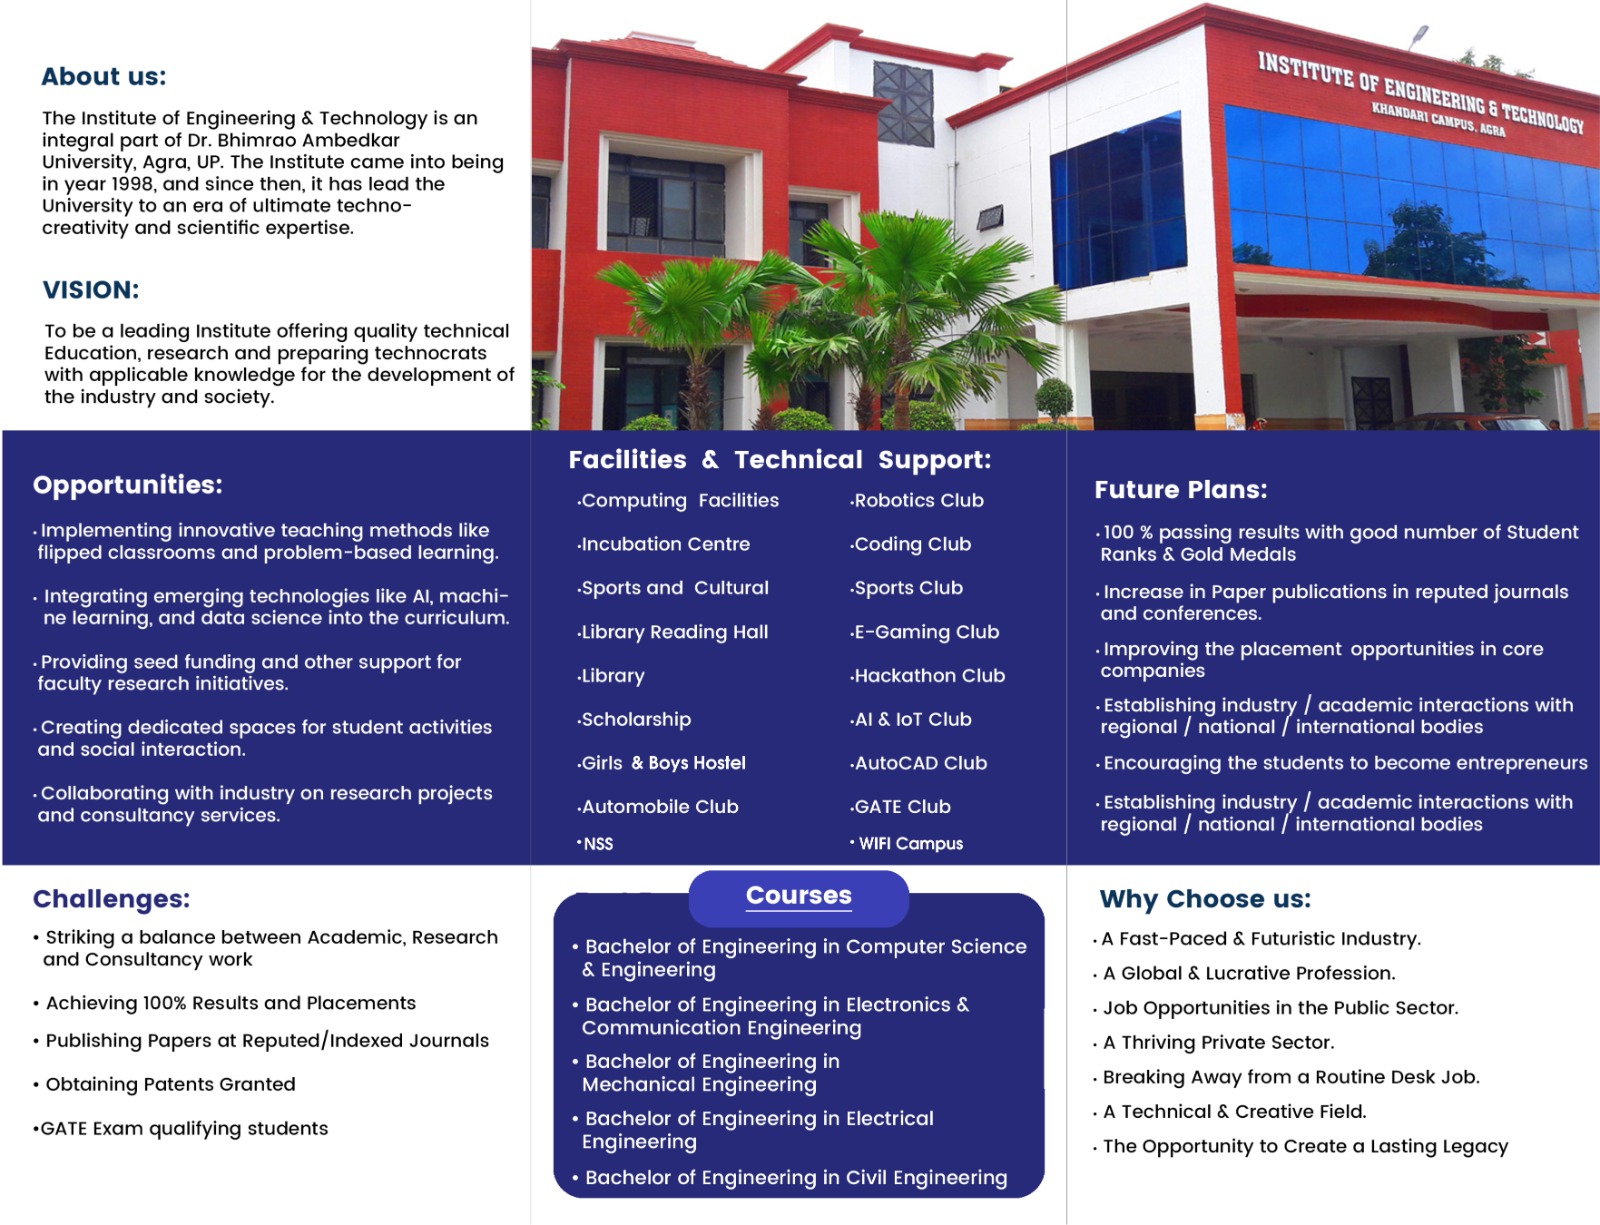 About us:
The Institute of Engineering & Technology is an
integral part of Dr. Bhimrao Ambedkar
University, Agra, UP. The Institute came into being
in year 1998, and since then, it has lead the
University to an era of ultimate techno-
creativity and scientific expertise.
VISION:
To be a leading Institute offering quality technical
Education, research and preparing technocrats
with applicable knowledge for the development of
the industry and society.
INSTITUTE OF ENGINEERING & TECHNOLOGY
KHANDARI CAMPUS, AGRA
Opportunities:
· Implementing innovative teaching methods like
flipped classrooms and problem-based learning.
· Integrating emerging technologies like AI, machi-
ne learning, and data science into the curriculum.
· Providing seed funding and other support for
faculty research initiatives.
· Creating dedicated spaces for student activities
and social interaction.
· Collaborating with industry on research projects
and consultancy services.
Facilities & Technical Support:
·Computing Facilities
·Incubation Centre
·Sports and Cultural
·Library Reading Hall
·Library
·Scholarship
·Girls & Boys Hostel
·Automobile Club
• NSS
·Robotics Club
·Coding Club
·Sports Club
·E-Gaming Club
·Hackathon Club
·AI & IoT Club
·AutoCAD Club
·GATE Club
• WIFI Campus
Future Plans:
· 100 % passing results with good number of Student
Ranks & Gold Medals
· Increase in Paper publications in reputed journals
and conferences.
· Improving the placement opportunities in core
companies
· Establishing industry / academic interactions with
regional / national / international bodies
· Encouraging the students to become entrepreneurs
· Establishing industry / academic interactions with
regional / national / international bodies
Challenges:
• Striking a balance between Academic, Research
and Consultancy work
• Achieving 100% Results and Placements
• Publishing Papers at Reputed/Indexed Journals
• Obtaining Patents Granted
•GATE Exam qualifying students
Courses
• Bachelor of Engineering in Computer Science
& Engineering
• Bachelor of Engineering in Electronics &
Communication Engineering
• Bachelor of Engineering in
Mechanical Engineering
• Bachelor of Engineering in Electrical
Engineering
• Bachelor of Engineering in Civil Engineering
Why Choose us:
· A Fast-Paced & Futuristic Industry.
· A Global & Lucrative Profession.
· Job Opportunities in the Public Sector.
· A Thriving Private Sector.
· Breaking Away from a Routine Desk Job.
· A Technical & Creative Field.
· The Opportunity to Create a Lasting Legacy